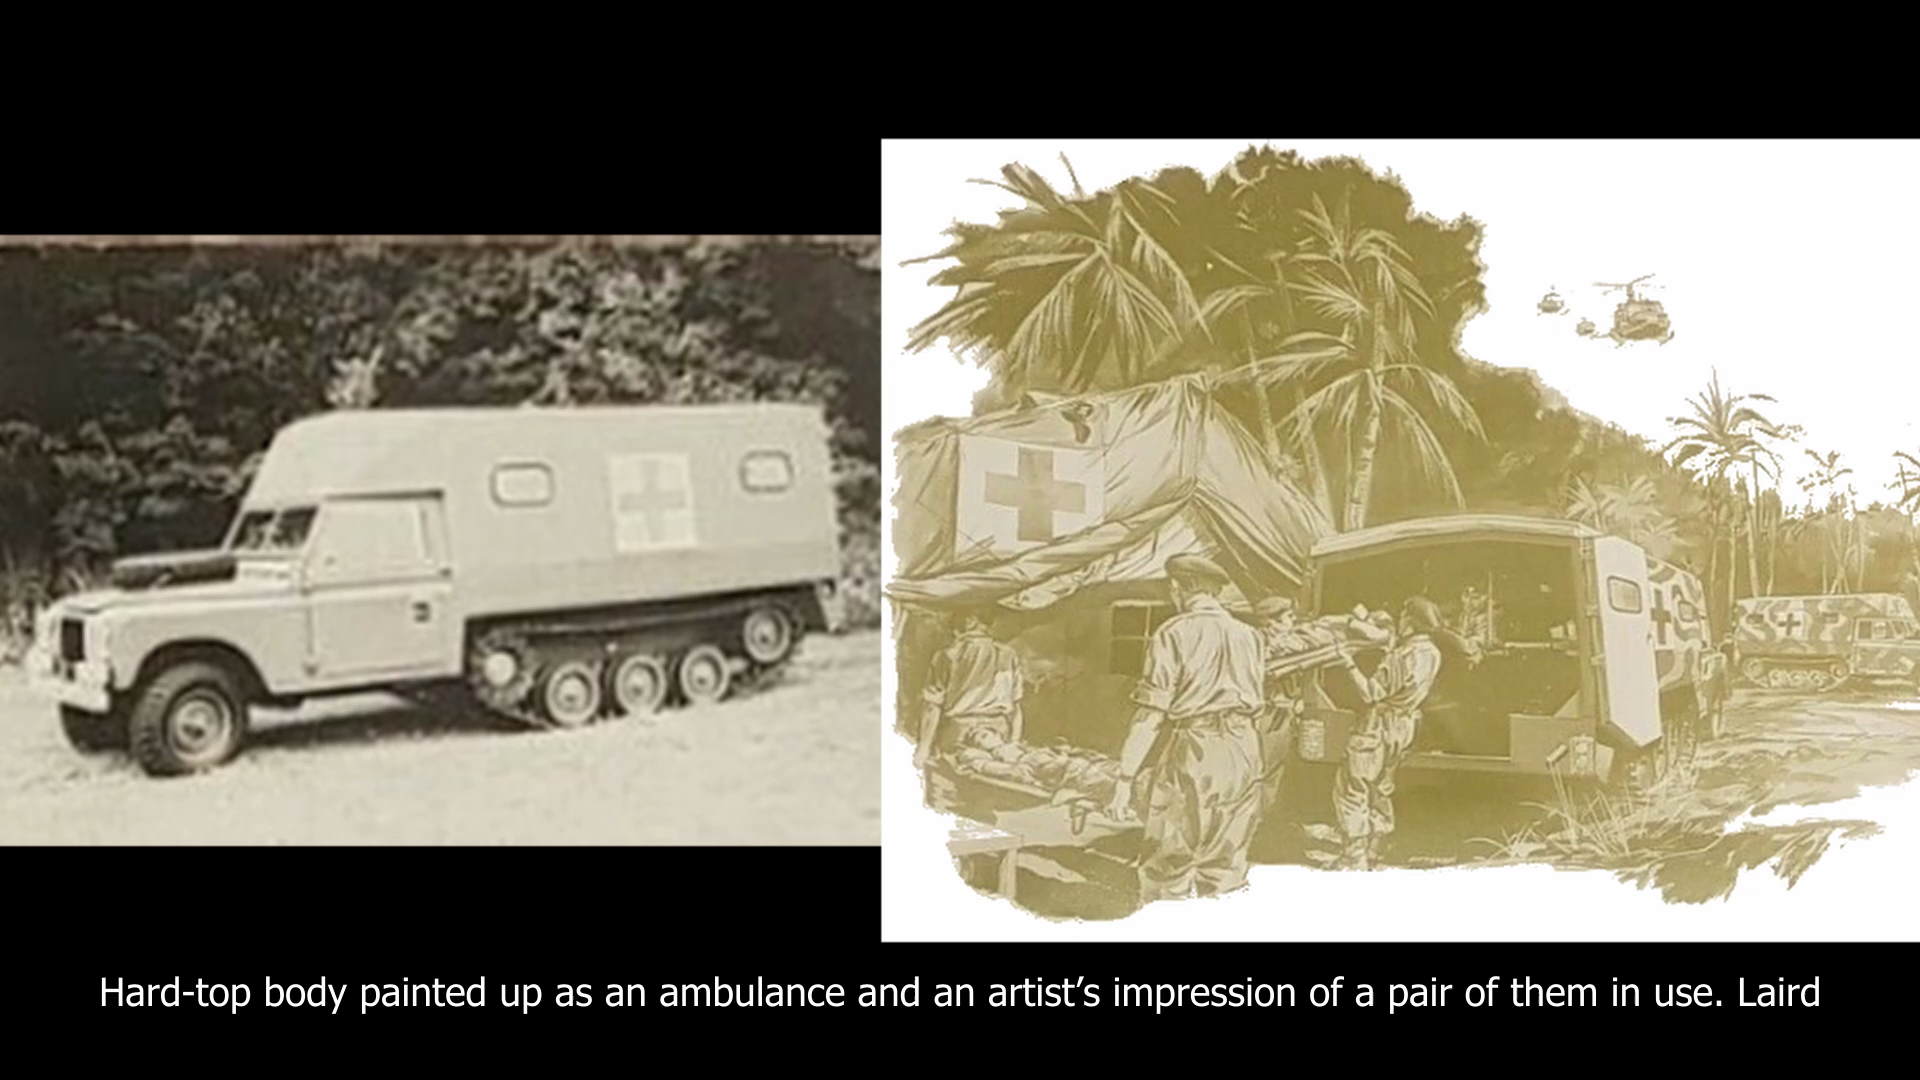 Hard-top body painted up as an ambulance and an artist’s impression of a pair of them in use. Laird